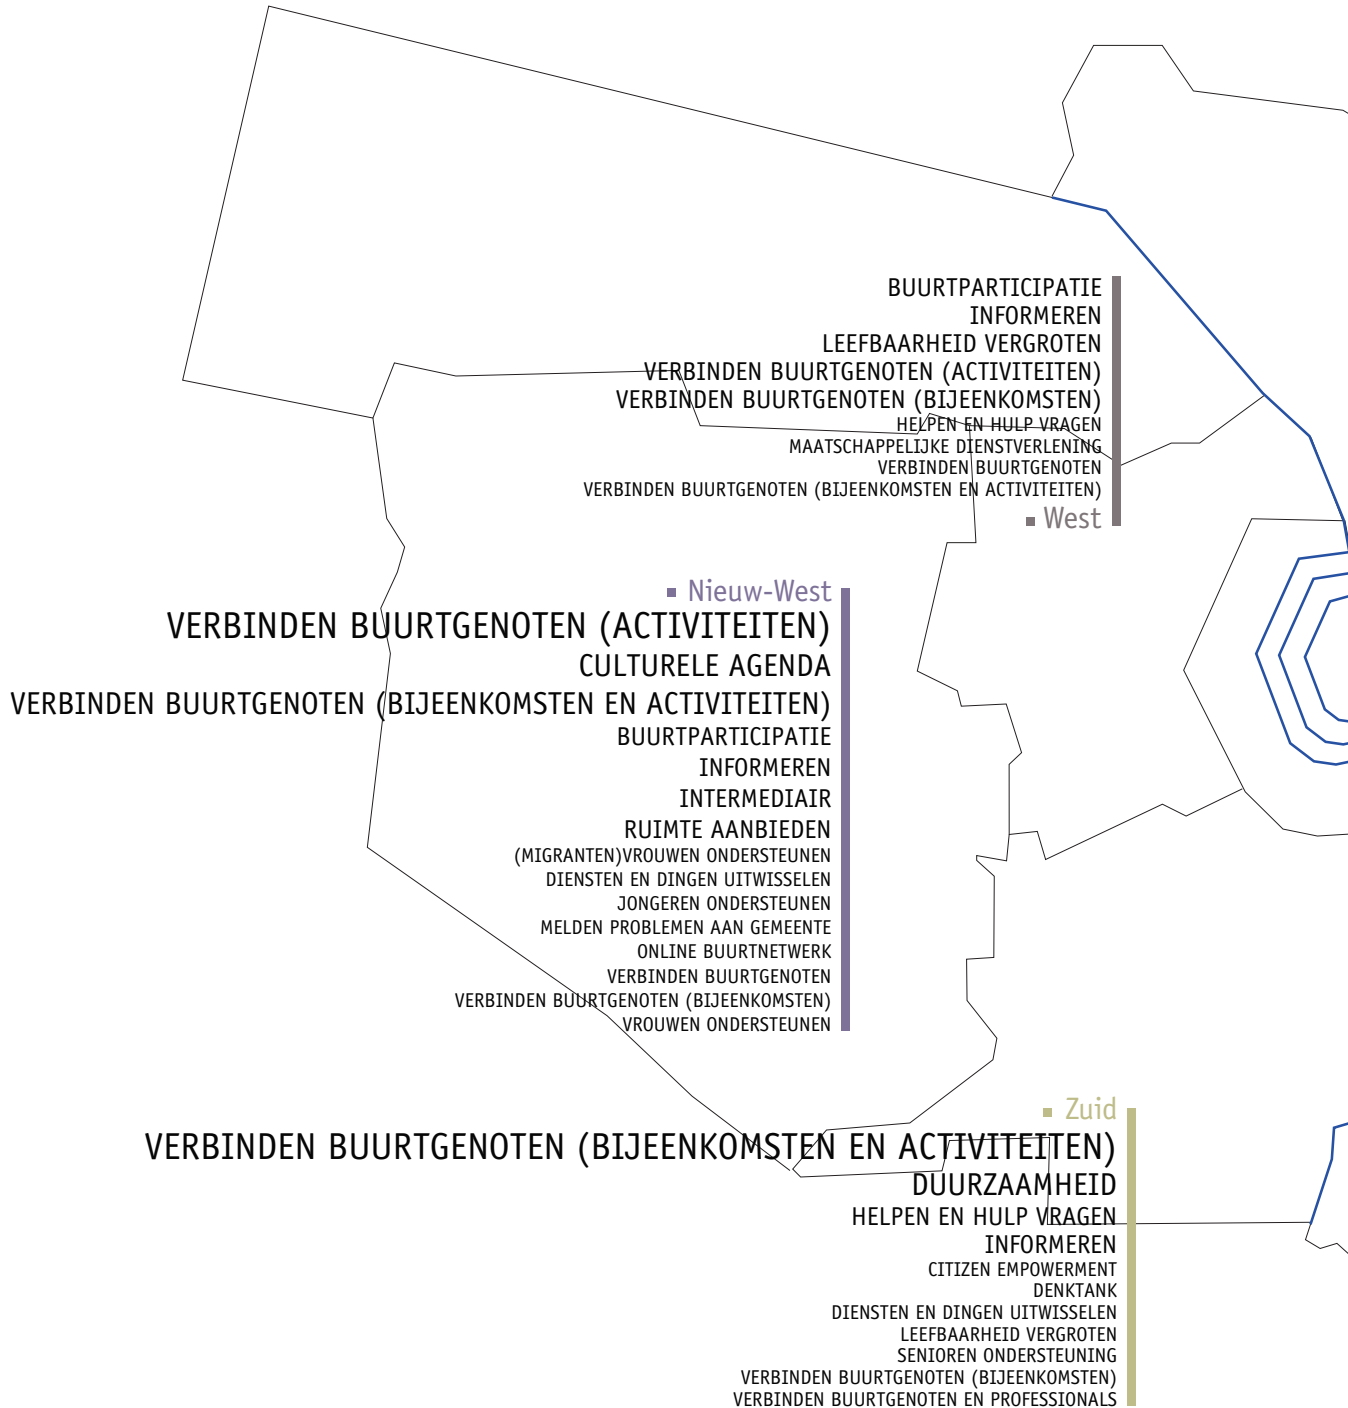 BUURTPARTICIPATIE
INFORMEREN
LEEFBAARHEID VERGROTEN
VERBINDEN BUURTGENOTEN (ACTIVITEITEN)
VERBINDEN BUURTGENOTEN (BIJEENKOMSTEN)
HELPEN EN HULP VRAGEN
MAATSCHAPPELIJKE DIENSTVERLENING
VERBINDEN BUURTGENOTEN
VERBINDEN BUURTGENOTEN (BIJEENKOMSTEN EN ACTIVITEITEN)
West
Nieuw-West
VERBINDEN BUURTGENOTEN (ACTIVITEITEN)
CULTURELE AGENDA
VERBINDEN BUURTGENOTEN (BIJEENKOMSTEN EN ACTIVITEITEN)
BUURTPARTICIPATIE
INFORMEREN
INTERMEDIAIR
RUIMTE AANBIEDEN
(MIGRANTEN)VROUWEN ONDERSTEUNEN
DIENSTEN EN DINGEN UITWISSELEN
JONGEREN ONDERSTEUNEN
MELDEN PROBLEMEN AAN GEMEENTE
ONLINE BUURTNETWERK
VERBINDEN BUURTGENOTEN
VERBINDEN BUURTGENOTEN (BIJEENKOMSTEN)
VROUWEN ONDERSTEUNEN
Zuid
VERBINDEN BUURTGENOTEN (BIJEENKOMSTEN EN ACTIVITEITEN)
DUURZAAMHEID
HELPEN EN HULP VRAGEN
INFORMEREN
CITIZEN EMPOWERMENT
DENKTANK
DIENSTEN EN DINGEN UITWISSELEN
LEEFBAARHEID VERGROTEN
SENIOREN ONDERSTEUNING
VERBINDEN BUURTGENOTEN (BIJEENKOMSTEN)
VERBINDEN BUURTGENOTEN EN PROFESSIONALS